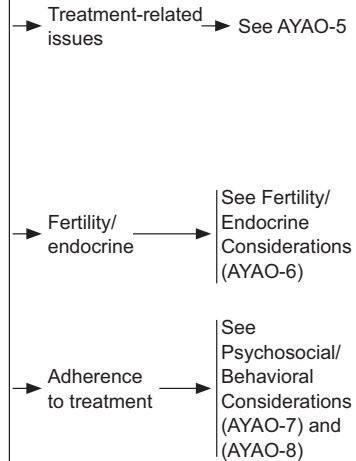 Treatment-related
issues
See AYAO-5
Fertility/
endocrine
See Fertility/
Endocrine
Considerations
(AYAO-6)
Adherence
to treatment
See
Psychosocial/
Behavioral
Considerations
(AYAO-7) and
(AYAO-8)